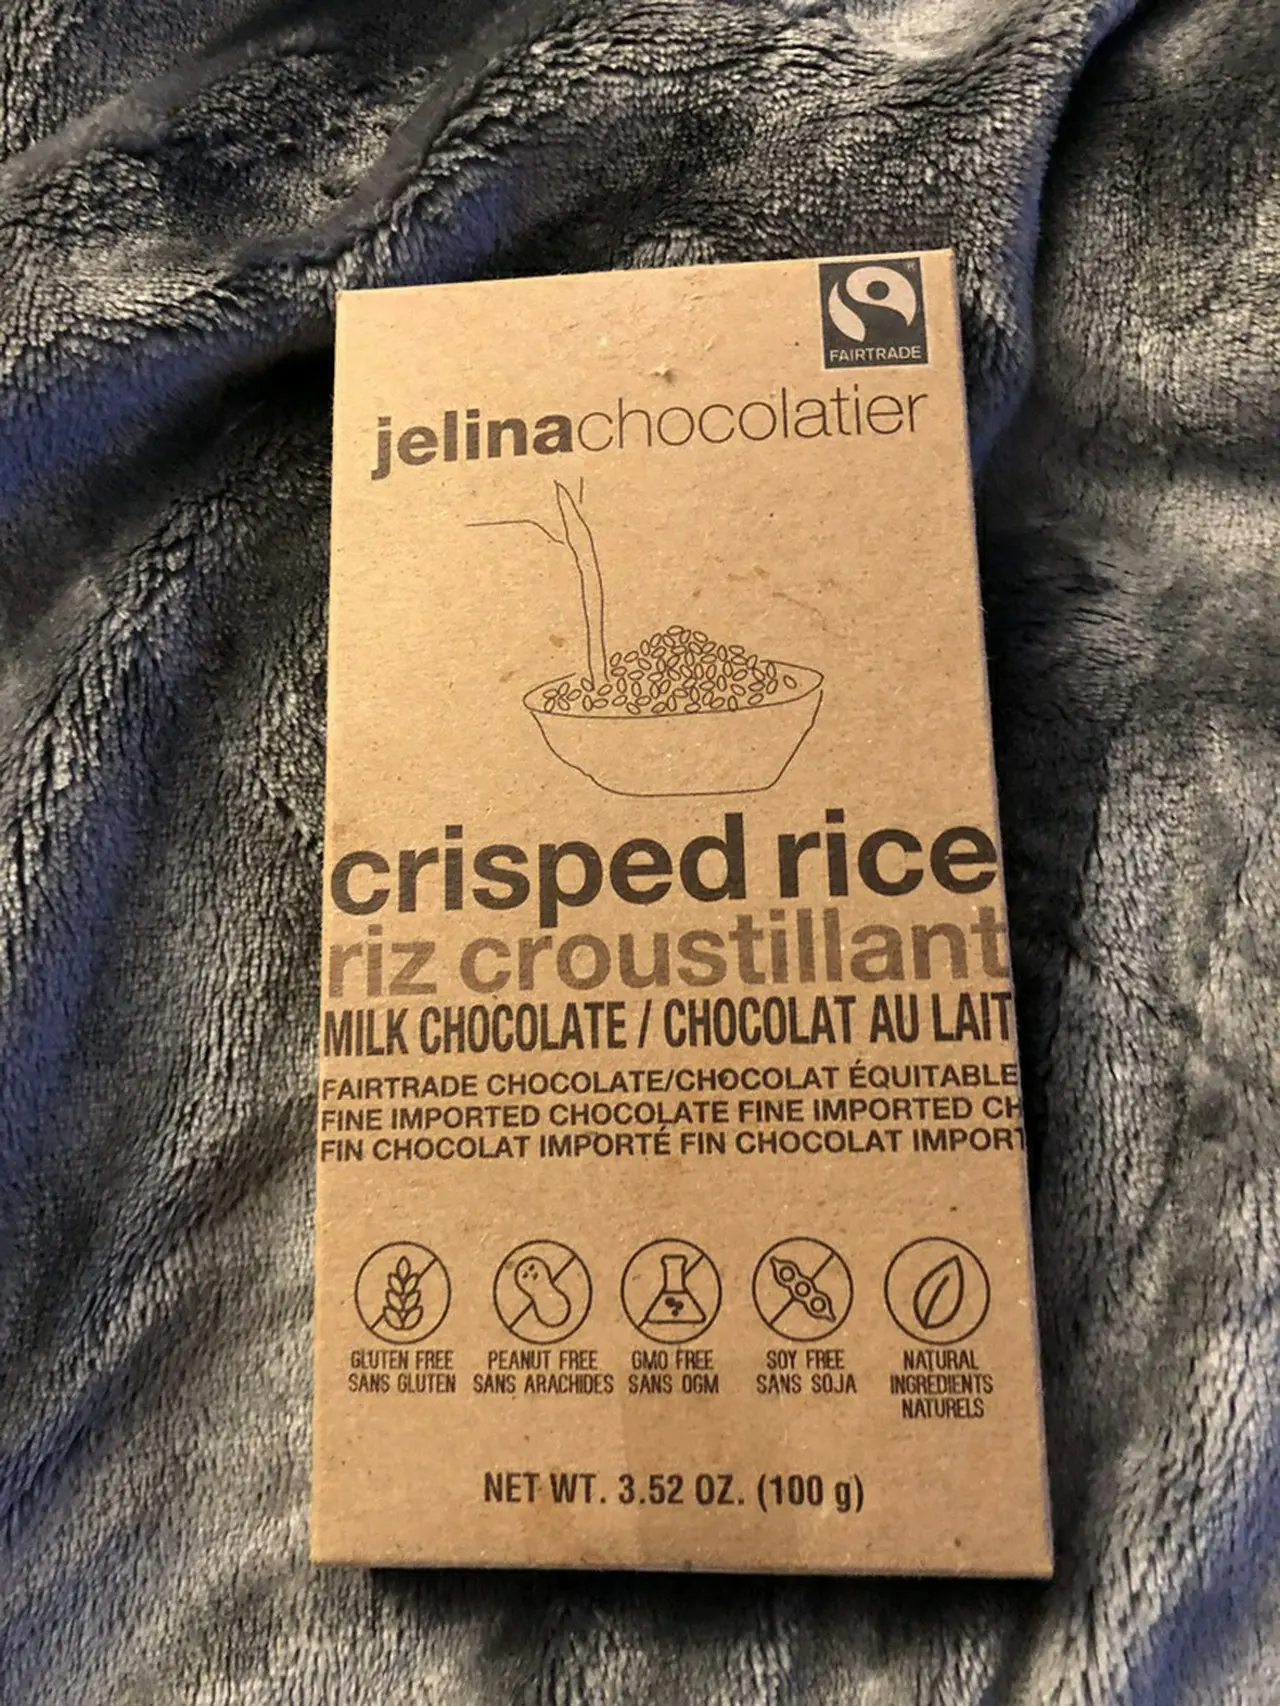 FAIRTRADE
jelinachocolatier
crisped rice
riz croustillant
MILK CHOCOLATE / CHOCOLAT AU LAIT
FAIRTRADE CHOCOLATE/CHOCOLAT ÉQUITABLE
FINE IMPORTED CHOCOLATE FINE IMPORTED CH
FIN CHOCOLAT IMPORTÉ FIN CHOCOLAT IMPORT
GLUTEN FREE PEANUT FREE GMO FREE SOY FREE NATURAL
SANS GLUTEN SANS ARACHIDES SANS OGM SANS SOJA INGREDIENTS
NATURELS
NET WT. 3.52 OZ. (100 g)